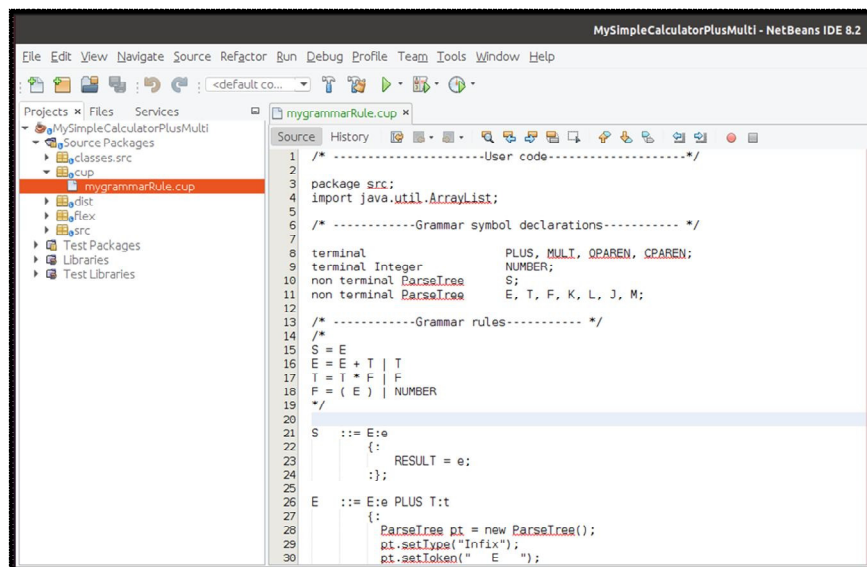 MySimpleCalculatorPlusMulti - NetBeans IDE 8.2
File Edit View Navigate Source Refactor Run Debug Profile Team Tools Window Help
<default co...
Projects × Files Services
MySimpleCalculatorPlusMulti
Source Packages
classes.src
cup
mygrammarRule.cup
dist
flex
src
Test Packages
Libraries
Test Libraries
mygrammarRule.cup ×
Source History
1 /* ----------------------User code--------------------*/
2
3 package src;
4 import java.util.ArrayList;
5
6 /* ------------Grammar symbol declarations----------- */
7
8 terminal PLUS, MULT, OPAREN, CPAREN;
9 terminal Integer NUMBER;
10 non terminal ParseTree S;
11 non terminal ParseTree E, T, F, K, L, J, M;
12
13 /* ------------Grammar rules----------- */
14 /*
15 S = E
16 E = E + T | T
17 T = T * F | F
18 F = ( E ) | NUMBER
19 */
20
21 S ::= E:e
22 {:
23 RESULT = e;
24 :};
25
26 E ::= E:e PLUS T:t
27 {:
28 ParseTree pt = new ParseTree();
29 pt.setType("Infix");
30 pt.setToken(" E ");